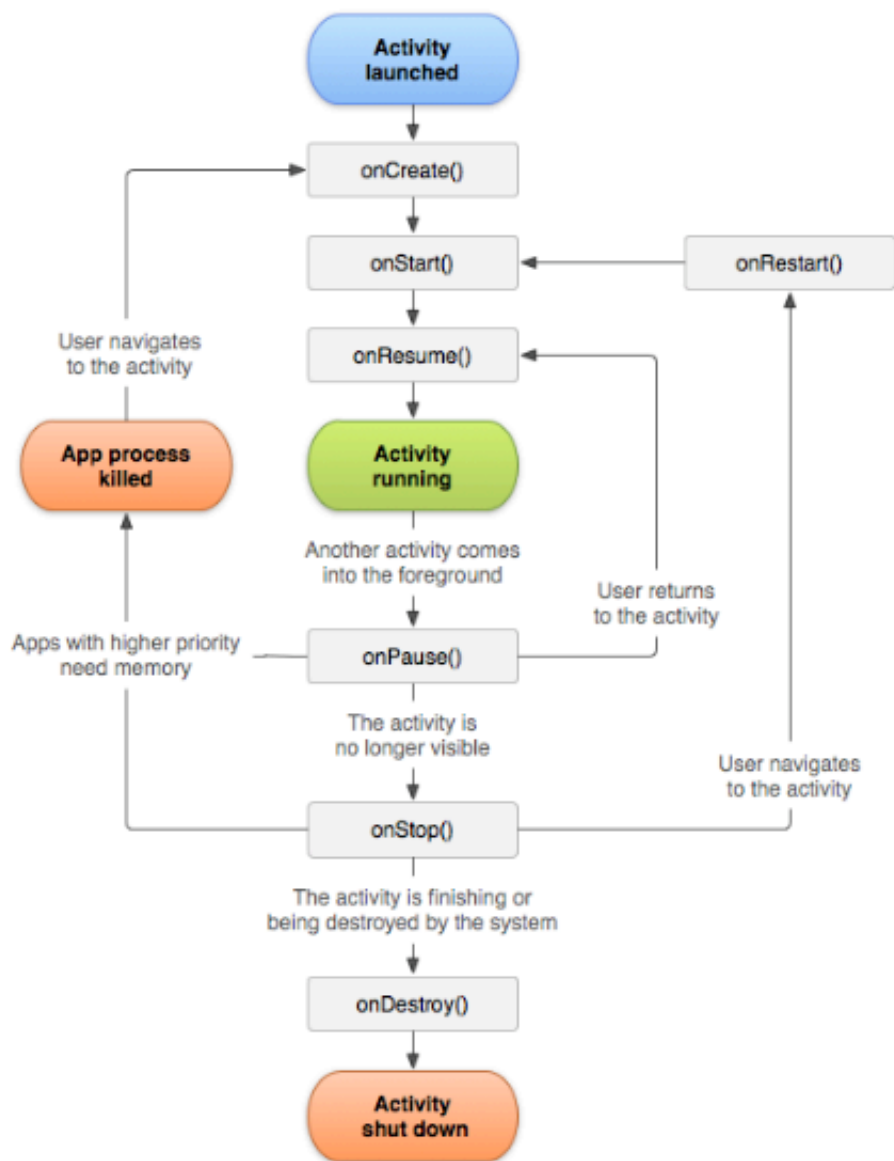 Activity
launched
onCreate()
onStart()
onRestart()
User navigates
to the activity
onResume()
App process
killed
Activity
running
Another activity comes
into the foreground
User returns
to the activity
Apps with higher priority
need memory
onPause()
The activity is
no longer visible
User navigates
to the activity
onStop()
The activity is finishing or
being destroyed by the system
onDestroy()
Activity
shut down